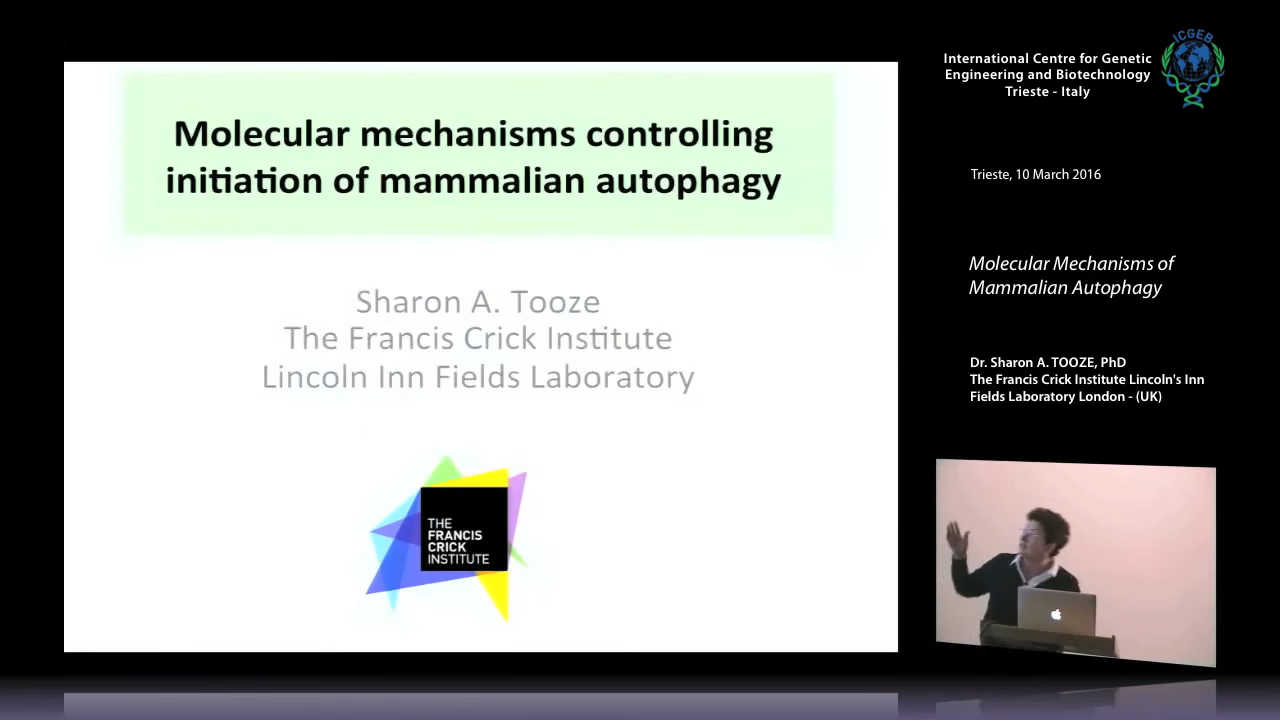 Molecular mechanisms controlling
initiation of mammalian autophagy
Sharon A. Tooze
The Francis Crick Institute
Lincoln Inn Fields Laboratory
THE
FRANCIS
CRICK
INSTITUTE
ICGEB
International Centre for Genetic
Engineering and Biotechnology
Trieste - Italy
Trieste, 10 March 2016
Molecular Mechanisms of
Mammalian Autophagy
Dr. Sharon A. TOOZE, PhD
The Francis Crick Institute Lincoln's Inn
Fields Laboratory London - (UK)